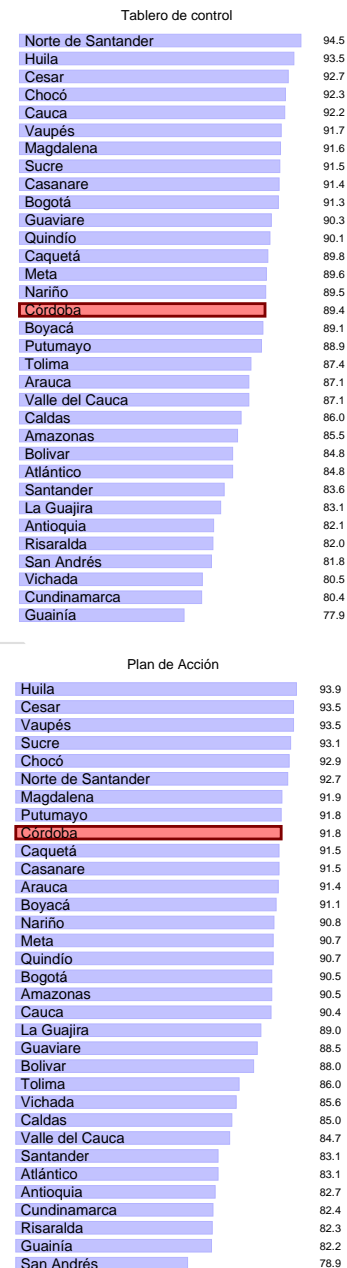 Tablero de control
Norte de Santander 94.5
Huila 93.5
Cesar 92.7
Chocó 92.3
Cauca 92.2
Vaupés 91.7
Magdalena 91.6
Sucre 91.5
Casanare 91.4
Bogotá 91.3
Guaviare 90.3
Quindío 90.1
Caquetá 89.8
Meta 89.6
Nariño 89.5
Córdoba 89.4
Boyacá 89.1
Putumayo 88.9
Tolima 87.4
Arauca 87.1
Valle del Cauca 87.1
Caldas 86.0
Amazonas 85.5
Bolivar 84.8
Atlántico 84.8
Santander 83.6
La Guajira 83.1
Antioquia 82.1
Risaralda 82.0
San Andrés 81.8
Vichada 80.5
Cundinamarca 80.4
Guainía 77.9
Plan de Acción
Huila 93.9
Cesar 93.5
Vaupés 93.5
Sucre 93.1
Chocó 92.9
Norte de Santander 92.7
Magdalena 91.9
Putumayo 91.8
Córdoba 91.8
Caquetá 91.5
Casanare 91.5
Arauca 91.4
Boyacá 91.1
Nariño 90.8
Meta 90.7
Quindío 90.7
Bogotá 90.5
Amazonas 90.5
Cauca 90.4
La Guajira 89.0
Guaviare 88.5
Bolivar 88.0
Tolima 86.0
Vichada 85.6
Caldas 85.0
Valle del Cauca 84.7
Santander 83.1
Atlántico 83.1
Antioquia 82.7
Cundinamarca 82.4
Risaralda 82.3
Guainía 82.2
San Andrés 78.9